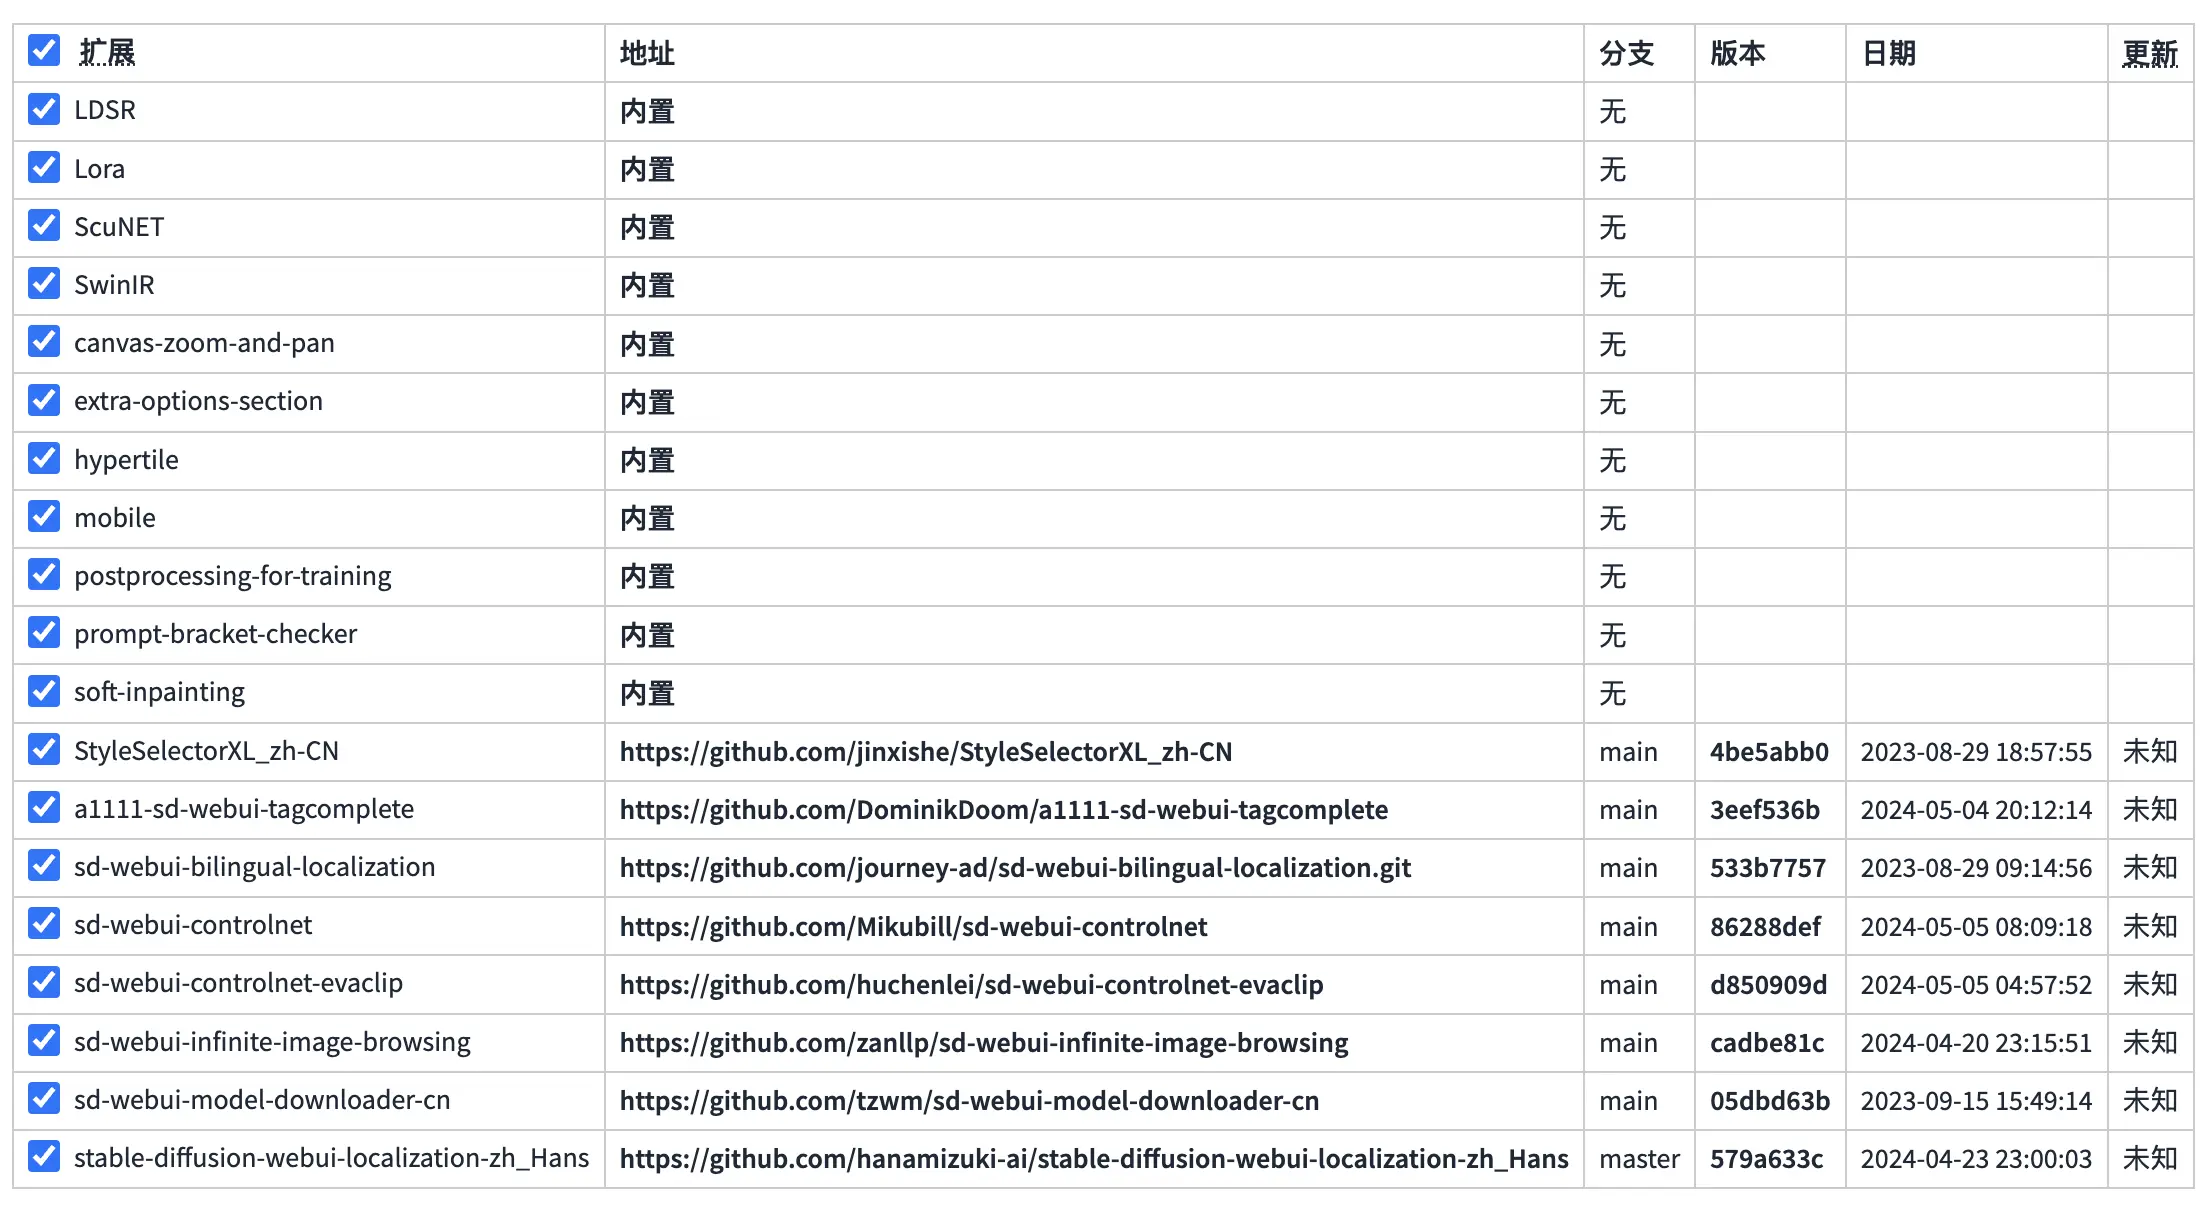 扩展 地址 分支 版本 日期 更新
LDSR 内置 无
Lora 内置 无
ScuNET 内置 无
SwinIR 内置 无
canvas-zoom-and-pan 内置 无
extra-options-section 内置 无
hypertile 内置 无
mobile 内置 无
postprocessing-for-training 内置 无
prompt-bracket-checker 内置 无
soft-inpainting 内置 无
StyleSelectorXL_zh-CN https://github.com/jinxishe/StyleSelectorXL_zh-CN main 4be5abb0 2023-08-29 18:57:55 未知
a1111-sd-webui-tagcomplete https://github.com/DominikDoom/a1111-sd-webui-tagcomplete main 3eef536b 2024-05-04 20:12:14 未知
sd-webui-bilingual-localization https://github.com/journey-ad/sd-webui-bilingual-localization.git main 533b7757 2023-08-29 09:14:56 未知
sd-webui-controlnet https://github.com/Mikubill/sd-webui-controlnet main 86288def 2024-05-05 08:09:18 未知
sd-webui-controlnet-evaclip https://github.com/huchenlei/sd-webui-controlnet-evaclip main d850909d 2024-05-05 04:57:52 未知
sd-webui-infinite-image-browsing https://github.com/zanllp/sd-webui-infinite-image-browsing main cadbe81c 2024-04-20 23:15:51 未知
sd-webui-model-downloader-cn https://github.com/tzwm/sd-webui-model-downloader-cn main 05dbd63b 2023-09-15 15:49:14 未知
stable-diffusion-webui-localization-zh_Hans https://github.com/hanamizuki-ai/stable-diffusion-webui-localization-zh_Hans master 579a633c 2024-04-23 23:00:03 未知